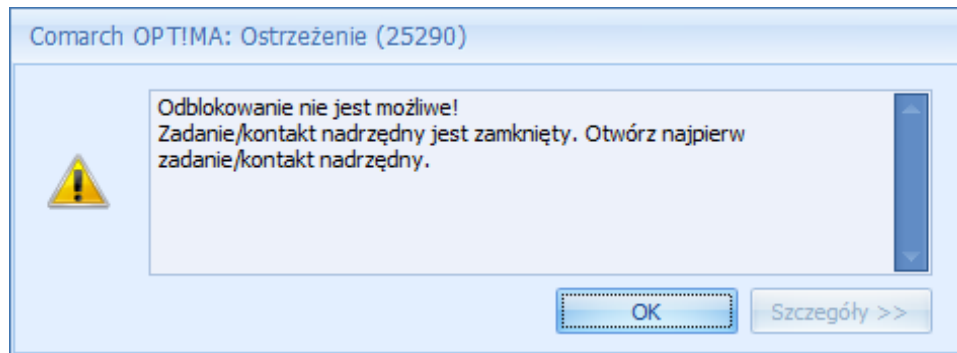 Comarch OPT!MA: Ostrzeżenie (25290)
Odblokowanie nie jest możliwe!
Zadanie/kontakt nadrzędny jest zamknięty. Otwórz najpierw
zadanie/kontakt nadrzędny.
OK
Szczegóły >>